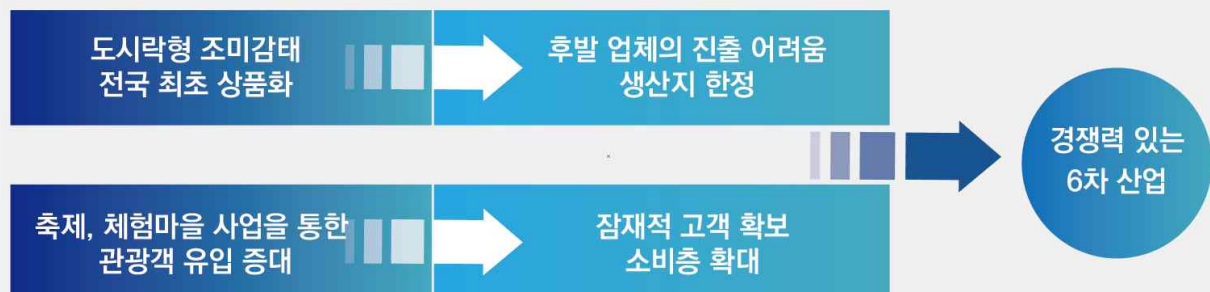 도시락형 조미감태
전국 최초 상품화
후발 업체의 진출 어려움
생산지 한정
축제, 체험마을 사업을 통한
관광객 유입 증대
잠재적 고객 확보
소비층 확대
경쟁력 있는
6차 산업